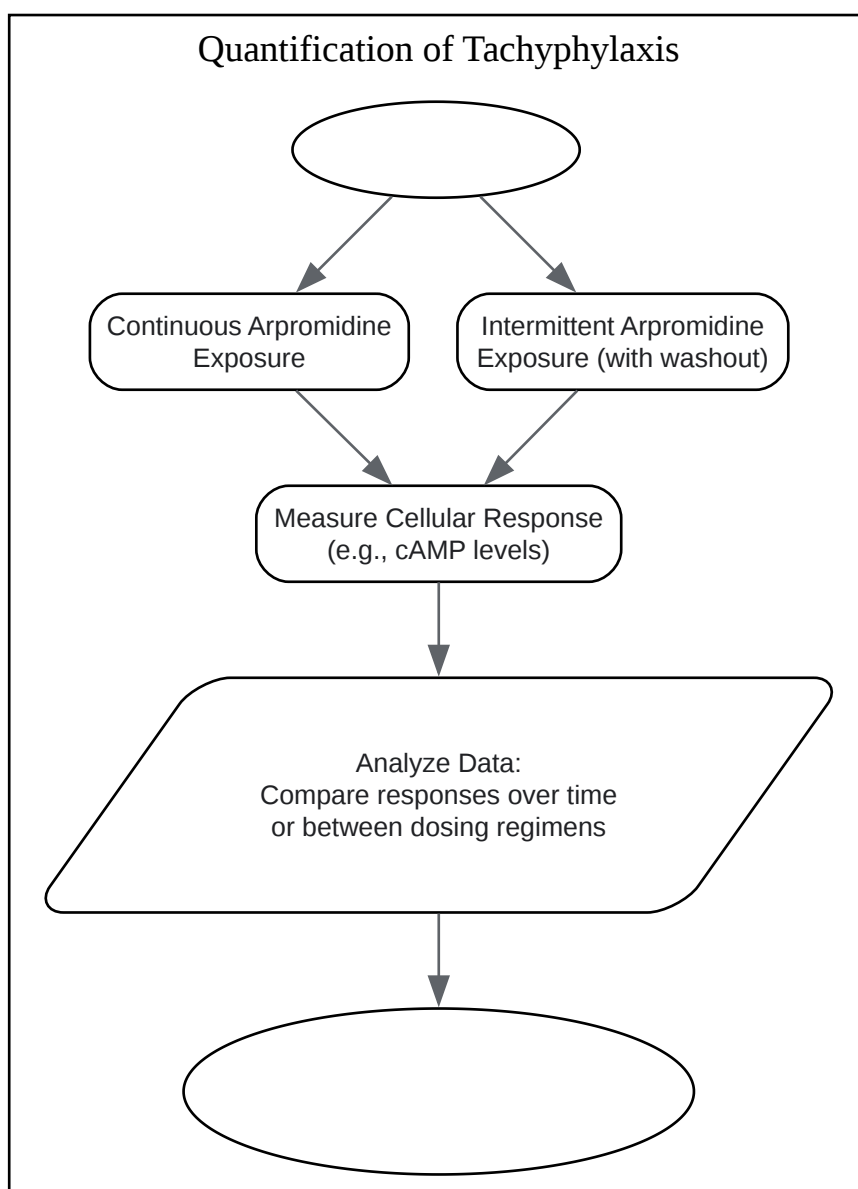 Quantification of Tachyphylaxis
Continuous Arpromidine
Exposure
Intermittent Arpromidine
Exposure (with washout)
Measure Cellular Response
(e.g., cAMP levels)
Analyze Data:
Compare responses over time
or between dosing regimens